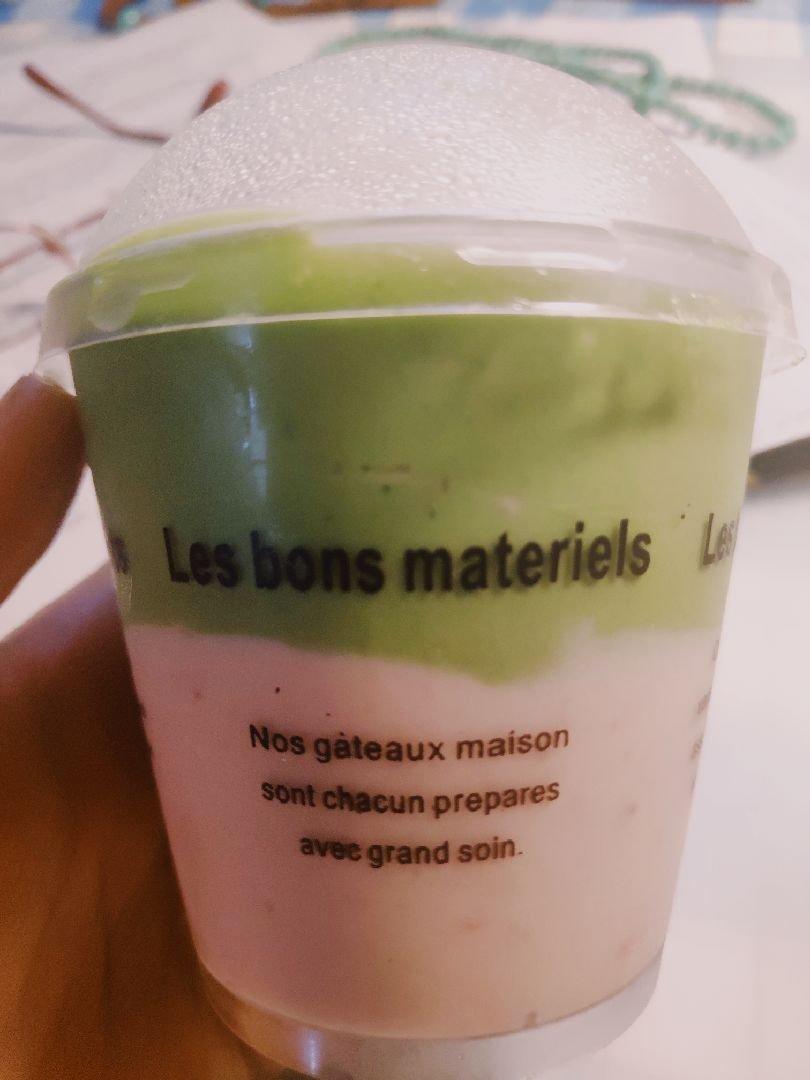 Les bons materiels
Nos gâteaux maison
sont chacun prepares
avec grand soin.